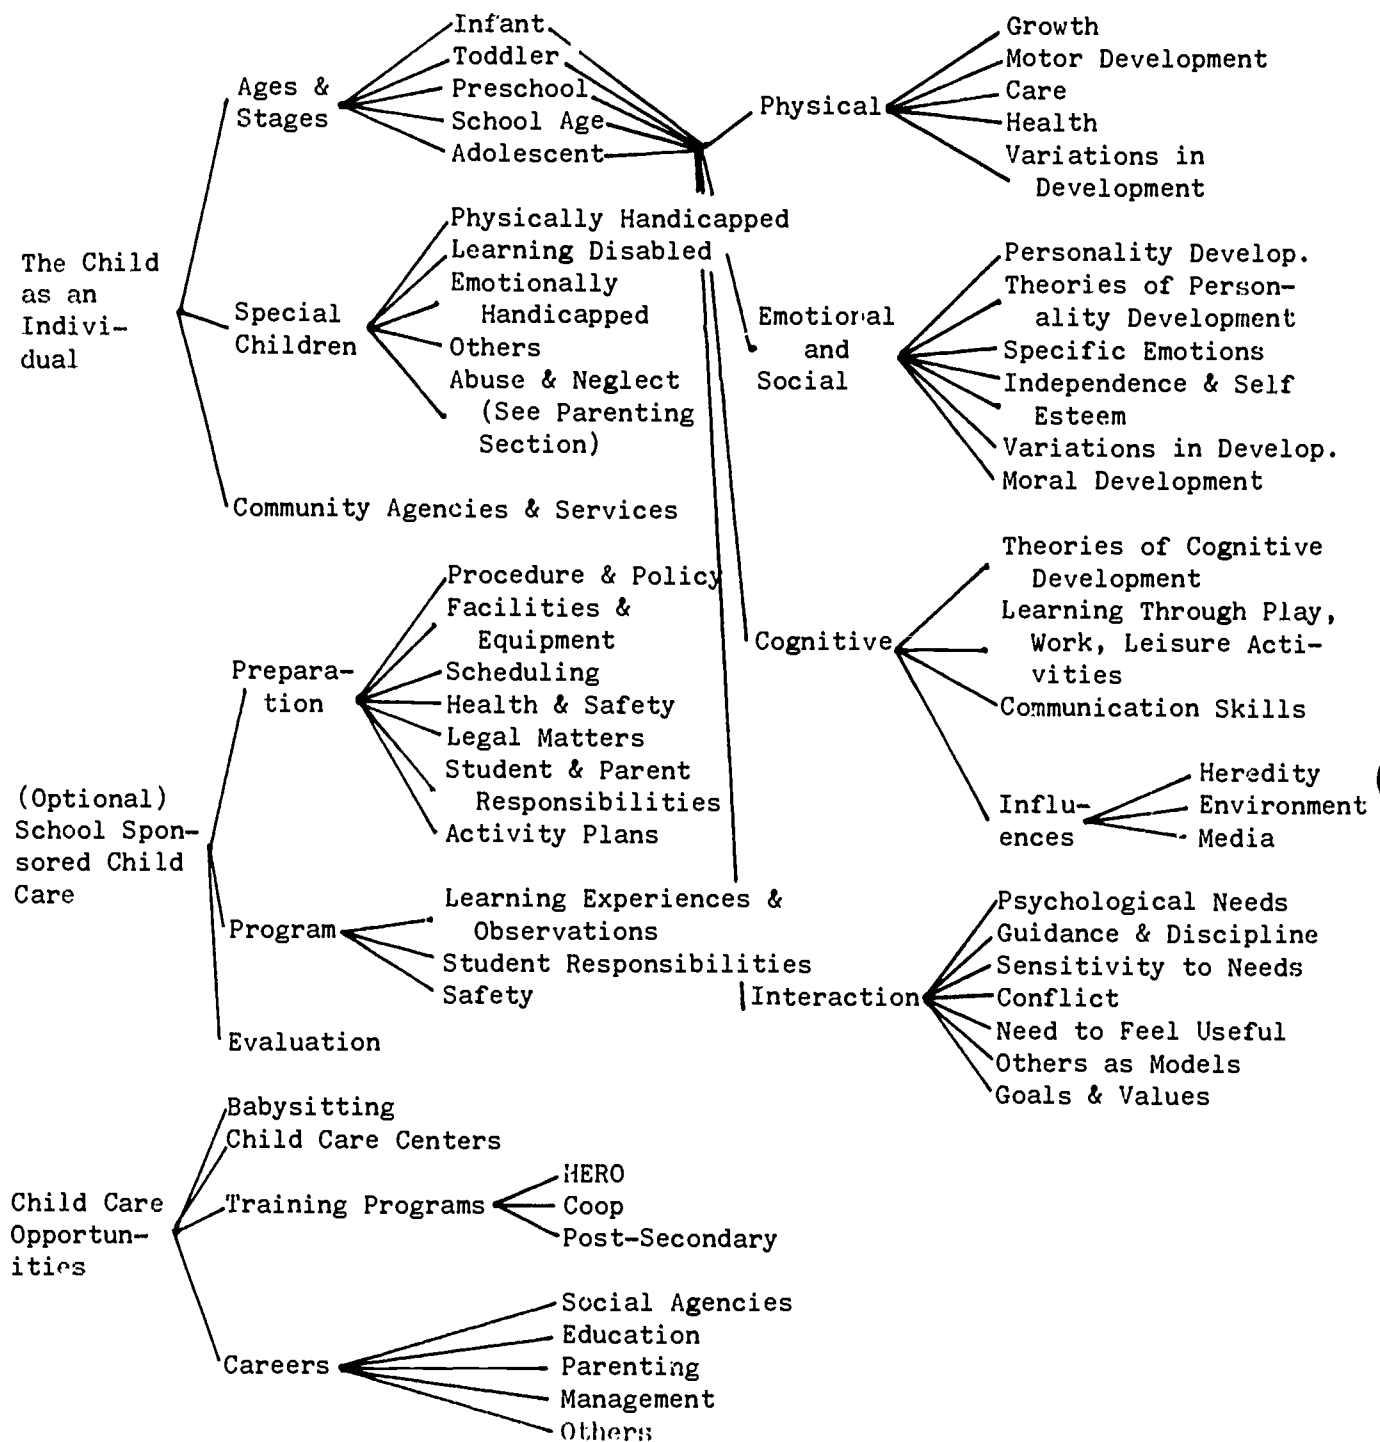 Infant
Toddler
Preschool
School Age
Adolescent
Ages &
Stages
Physical
Growth
Motor Development
Care
Health
Variations in
Development
The Child
as an
Indivi-
dual
Special
Children
Physically Handicapped
Learning Disabled
Emotionally
Handicapped
Others
Abuse & Neglect
(See Parenting
Section)
Community Agencies & Services
Emotional
and
Social
Personality Develop.
Theories of Person-
ality Development
Specific Emotions
Independence & Self
Esteem
Variations in Develop.
Moral Development
Cognitive
Theories of Cognitive
Development
Learning Through Play,
Work, Leisure Acti-
vities
Communication Skills
Influ-
ences
Heredity
Environment
Media
Interaction
Psychological Needs
Guidance & Discipline
Sensitivity to Needs
Conflict
Need to Feel Useful
Others as Models
Goals & Values
(Optional)
School Spon-
sored Child
Care
Prepara-
tion
Procedure & Policy
Facilities &
Equipment
Scheduling
Health & Safety
Legal Matters
Student & Parent
Responsibilities
Activity Plans
Program
Learning Experiences &
Observations
Student Responsibilities
Safety
Evaluation
Child Care
Opportun-
ities
Babysitting
Child Care Centers
Training Programs
HERO
Coop
Post-Secondary
Careers
Social Agencies
Education
Parenting
Management
Others